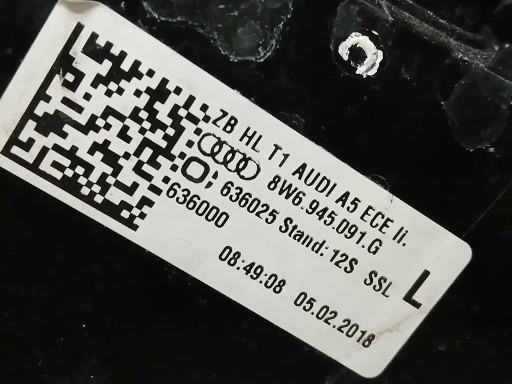 ZB HL T1 AUDI A5 ECE II.
8W6.945.091.G
636025 Stand: 12S SSL L
636000
08:49:08 05.02.2018